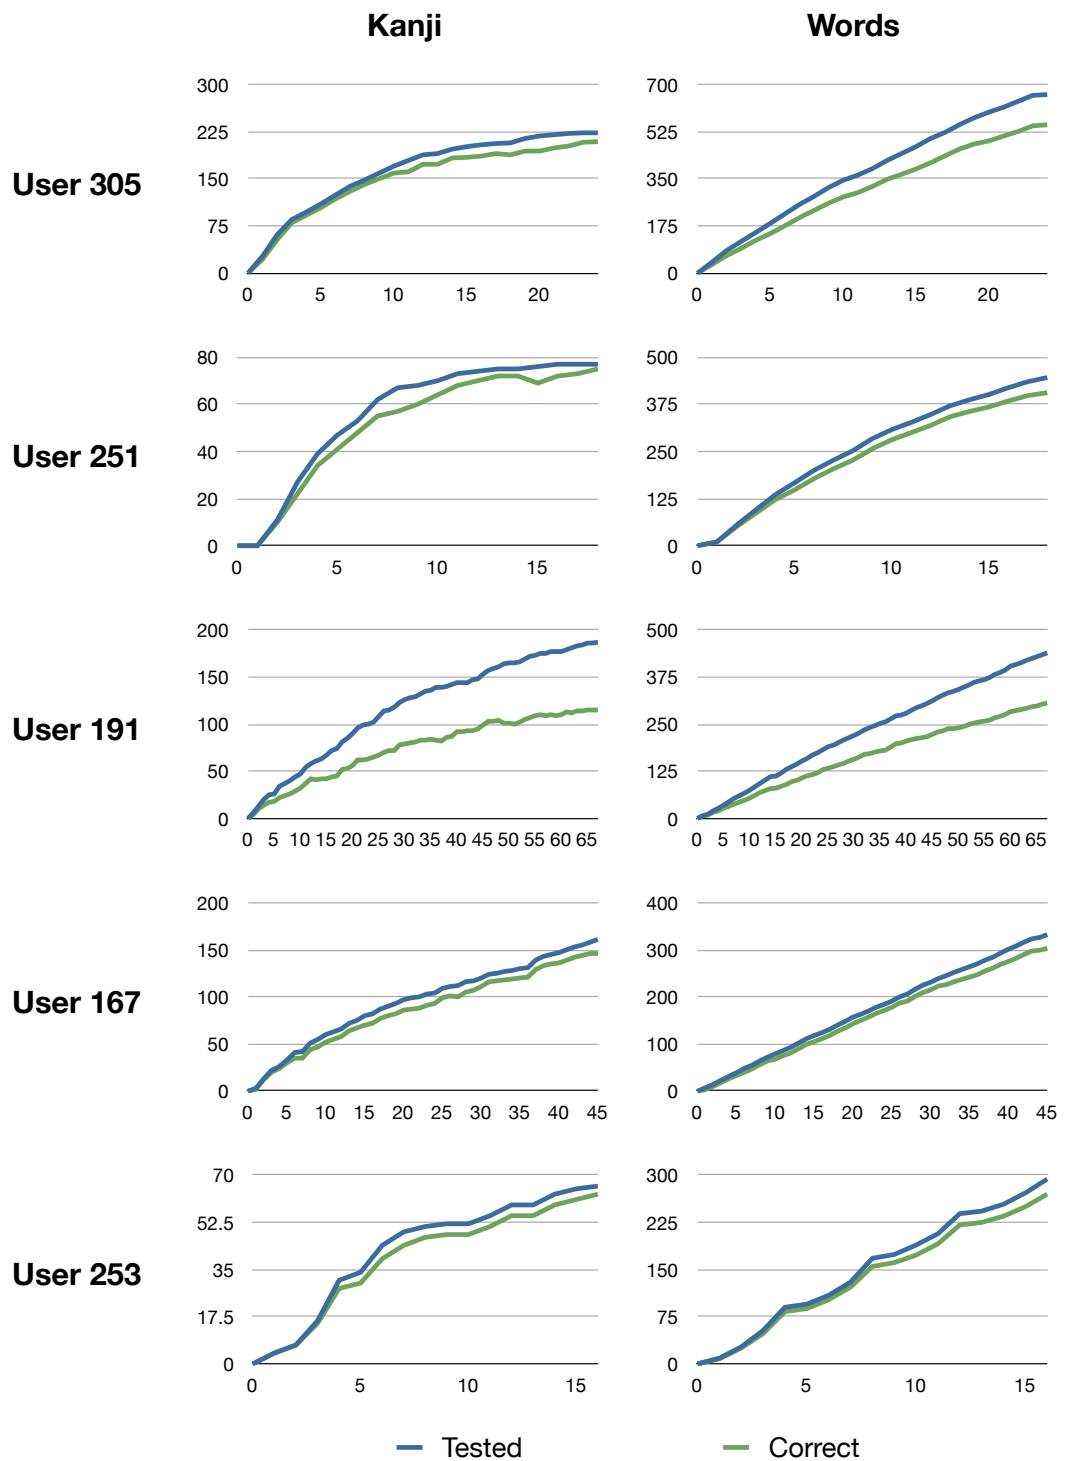 Kanji Words
User 305
300
225
150
75
0
0 5 10 15 20
700
525
350
175
0
0 5 10 15 20
User 251
80
60
40
20
0
0 5 10 15
500
375
250
125
0
0 5 10 15
User 191
200
150
100
50
0
0 5 10 15 20 25 30 35 40 45 50 55 60 65
500
375
250
125
0
0 5 10 15 20 25 30 35 40 45 50 55 60 65
User 167
200
150
100
50
0
0 5 10 15 20 25 30 35 40 45
400
300
200
100
0
0 5 10 15 20 25 30 35 40 45
User 253
70
52.5
35
17.5
0
0 5 10 15
300
225
150
75
0
0 5 10 15
Tested Correct